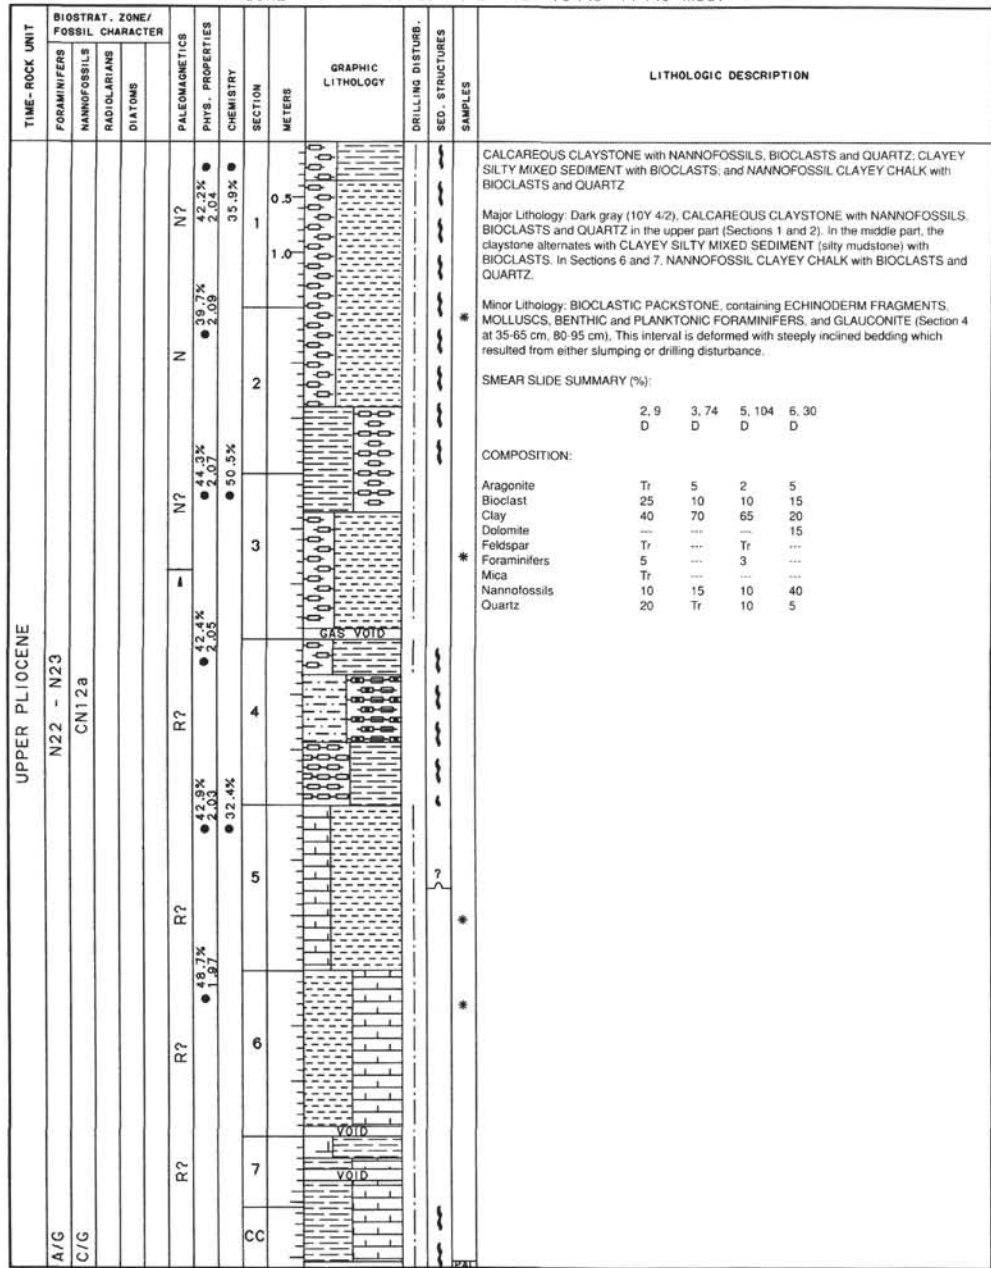 BIOSTRAT. ZONE/
FOSSIL CHARACTER
TIME-ROCK UNIT
FORAMINIFERS
NANNOFOSSILS
RADIOLARIANS
DIATOMS
PALEOMAGNETICS
PHYS. PROPERTIES
CHEMISTRY
SECTION
METERS
GRAPHIC
LITHOLOGY
DRILLING DISTURB.
SED. STRUCTURES
SAMPLES
LITHOLOGIC DESCRIPTION
UPPER PLIOCENE
N22 - N23
CN12a
A/G
C/G
N?
N
N?
R?
R?
R?
R?
42.2%
2.04
39.7%
2.09
44.3%
2.07
42.4%
2.05
42.9%
2.03
48.7%
1.97
35.9%
50.5%
32.4%
1
2
3
4
5
6
7
CC
0.5
1.0
GAS VOID
VOID
VOID
?
*
*
*
*
PAL
CALCAREOUS CLAYSTONE with NANNOFOSSILS, BIOCLASTS and QUARTZ; CLAYEY
SILTY MIXED SEDIMENT with BIOCLASTS; and NANNOFOSSIL CLAYEY CHALK with
BIOCLASTS and QUARTZ
Major Lithology: Dark gray (10Y 4/2), CALCAREOUS CLAYSTONE with NANNOFOSSILS,
BIOCLASTS and QUARTZ in the upper part (Sections 1 and 2). In the middle part, the
claystone alternates with CLAYEY SILTY MIXED SEDIMENT (silty mudstone) with
BIOCLASTS. In Sections 6 and 7, NANNOFOSSIL CLAYEY CHALK with BIOCLASTS and
QUARTZ.
Minor Lithology: BIOCLASTIC PACKSTONE, containing ECHINODERM FRAGMENTS,
MOLLUSCS, BENTHIC and PLANKTONIC FORAMINIFERS, and GLAUCONITE (Section 4
at 35-65 cm, 80-95 cm). This interval is deformed with steeply inclined bedding which
resulted from either slumping or drilling disturbance.
SMEAR SLIDE SUMMARY (%):
2, 9 3, 74 5, 104 6, 30
D D D D
COMPOSITION:
Aragonite Tr 5 2 5
Bioclast 25 10 10 15
Clay 40 70 65 20
Dolomite --- --- --- 15
Feldspar Tr --- Tr ---
Foraminifers 5 --- 3 ---
Mica Tr --- --- ---
Nannofossils 10 15 10 40
Quartz 20 Tr 10 5